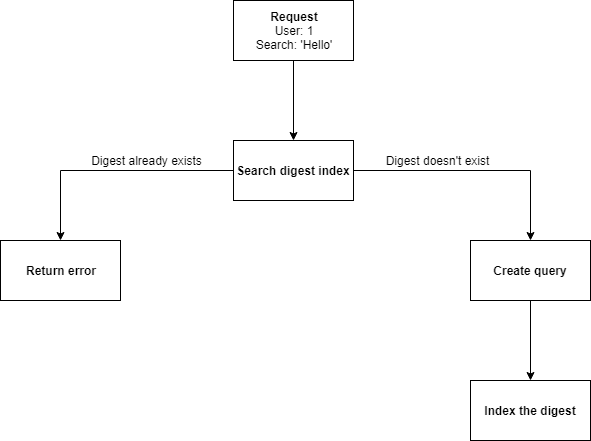 Request
User: 1
Search: 'Hello'
Digest already exists
Digest doesn't exist
Search digest index
Return error
Create query
Index the digest